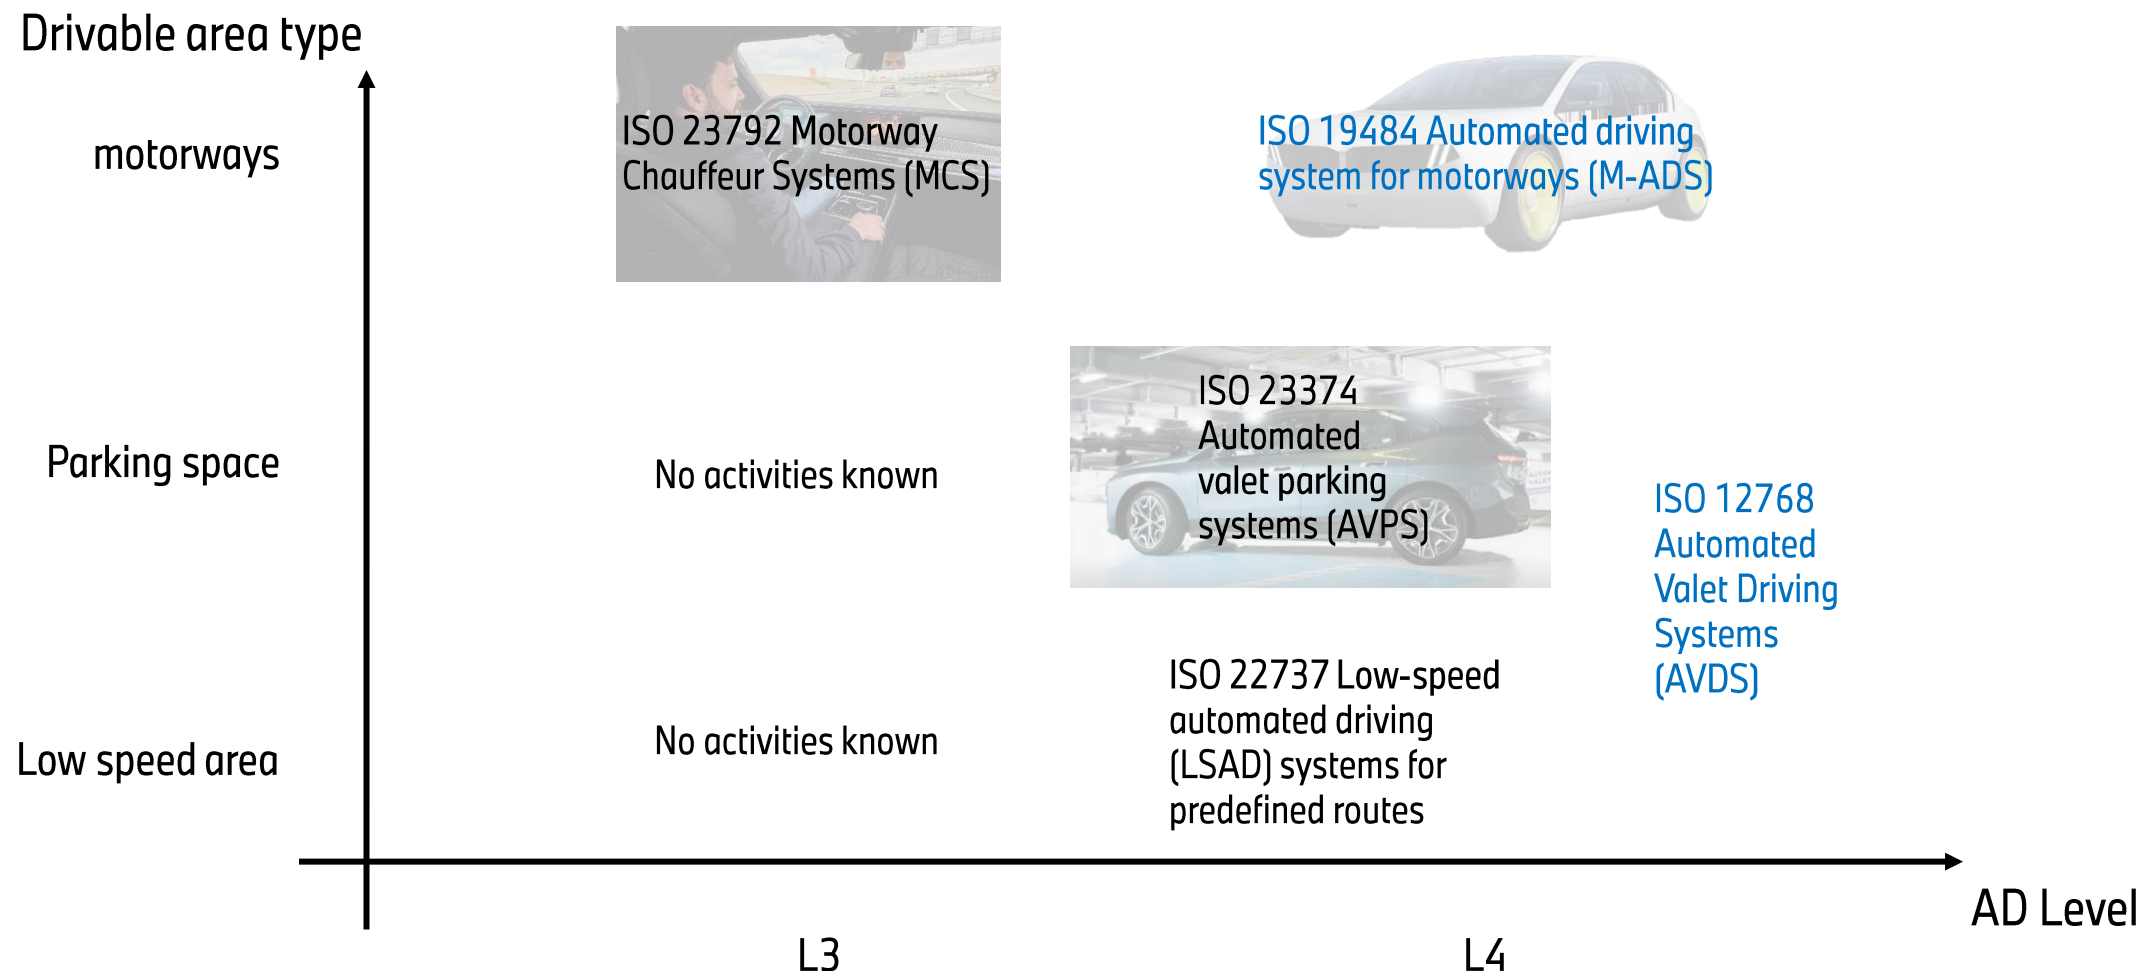 Drivable area type
motorways
ISO 23792 Motorway
Chauffeur Systems (MCS)
ISO 19484 Automated driving
system for motorways (M-ADS)
Parking space
No activities known
ISO 23374
Automated
valet parking
systems (AVPS)
ISO 12768
Automated
Valet Driving
Systems
(AVDS)
Low speed area
No activities known
ISO 22737 Low-speed
automated driving
(LSAD) systems for
predefined routes
AD Level
L3
L4